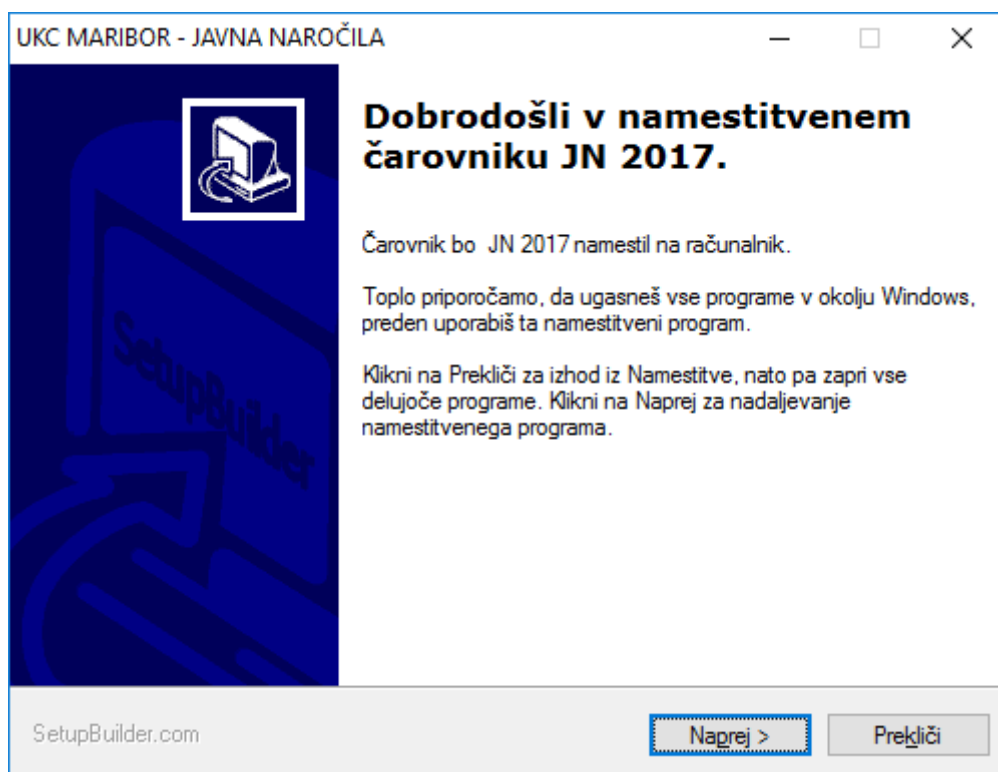 UKC MARIBOR - JAVNA NAROČILA
Dobrodošli v namestitvenem
čarovniku JN 2017.
Čarovnik bo  JN 2017 namestil na računalnik.
Toplo priporočamo, da ugasneš vse programe v okolju Windows,
preden uporabiš ta namestitveni program.
Klikni na Prekliči za izhod iz Namestitve, nato pa zapri vse
delujoče programe. Klikni na Naprej za nadaljevanje
namestitvenega programa.
SetupBuilder
SetupBuilder.com
Naprej >
Prekliči